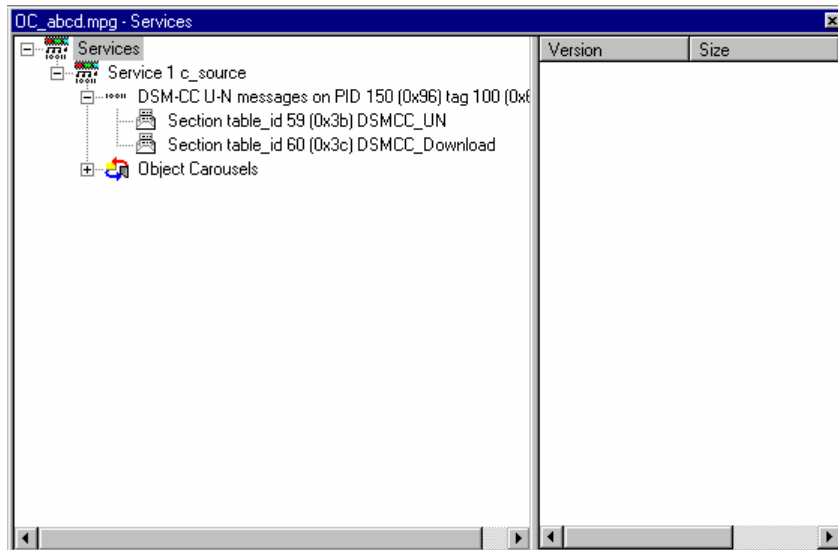 OC_abcd.mpg - Services
Services
Service 1 c_source
DSM-CC U-N messages on PID 150 (0x96) tag 100 (0x6
Section table_id 59 (0x3b) DSMCC_UN
Section table_id 60 (0x3c) DSMCC_Download
Object Carousels
Version Size